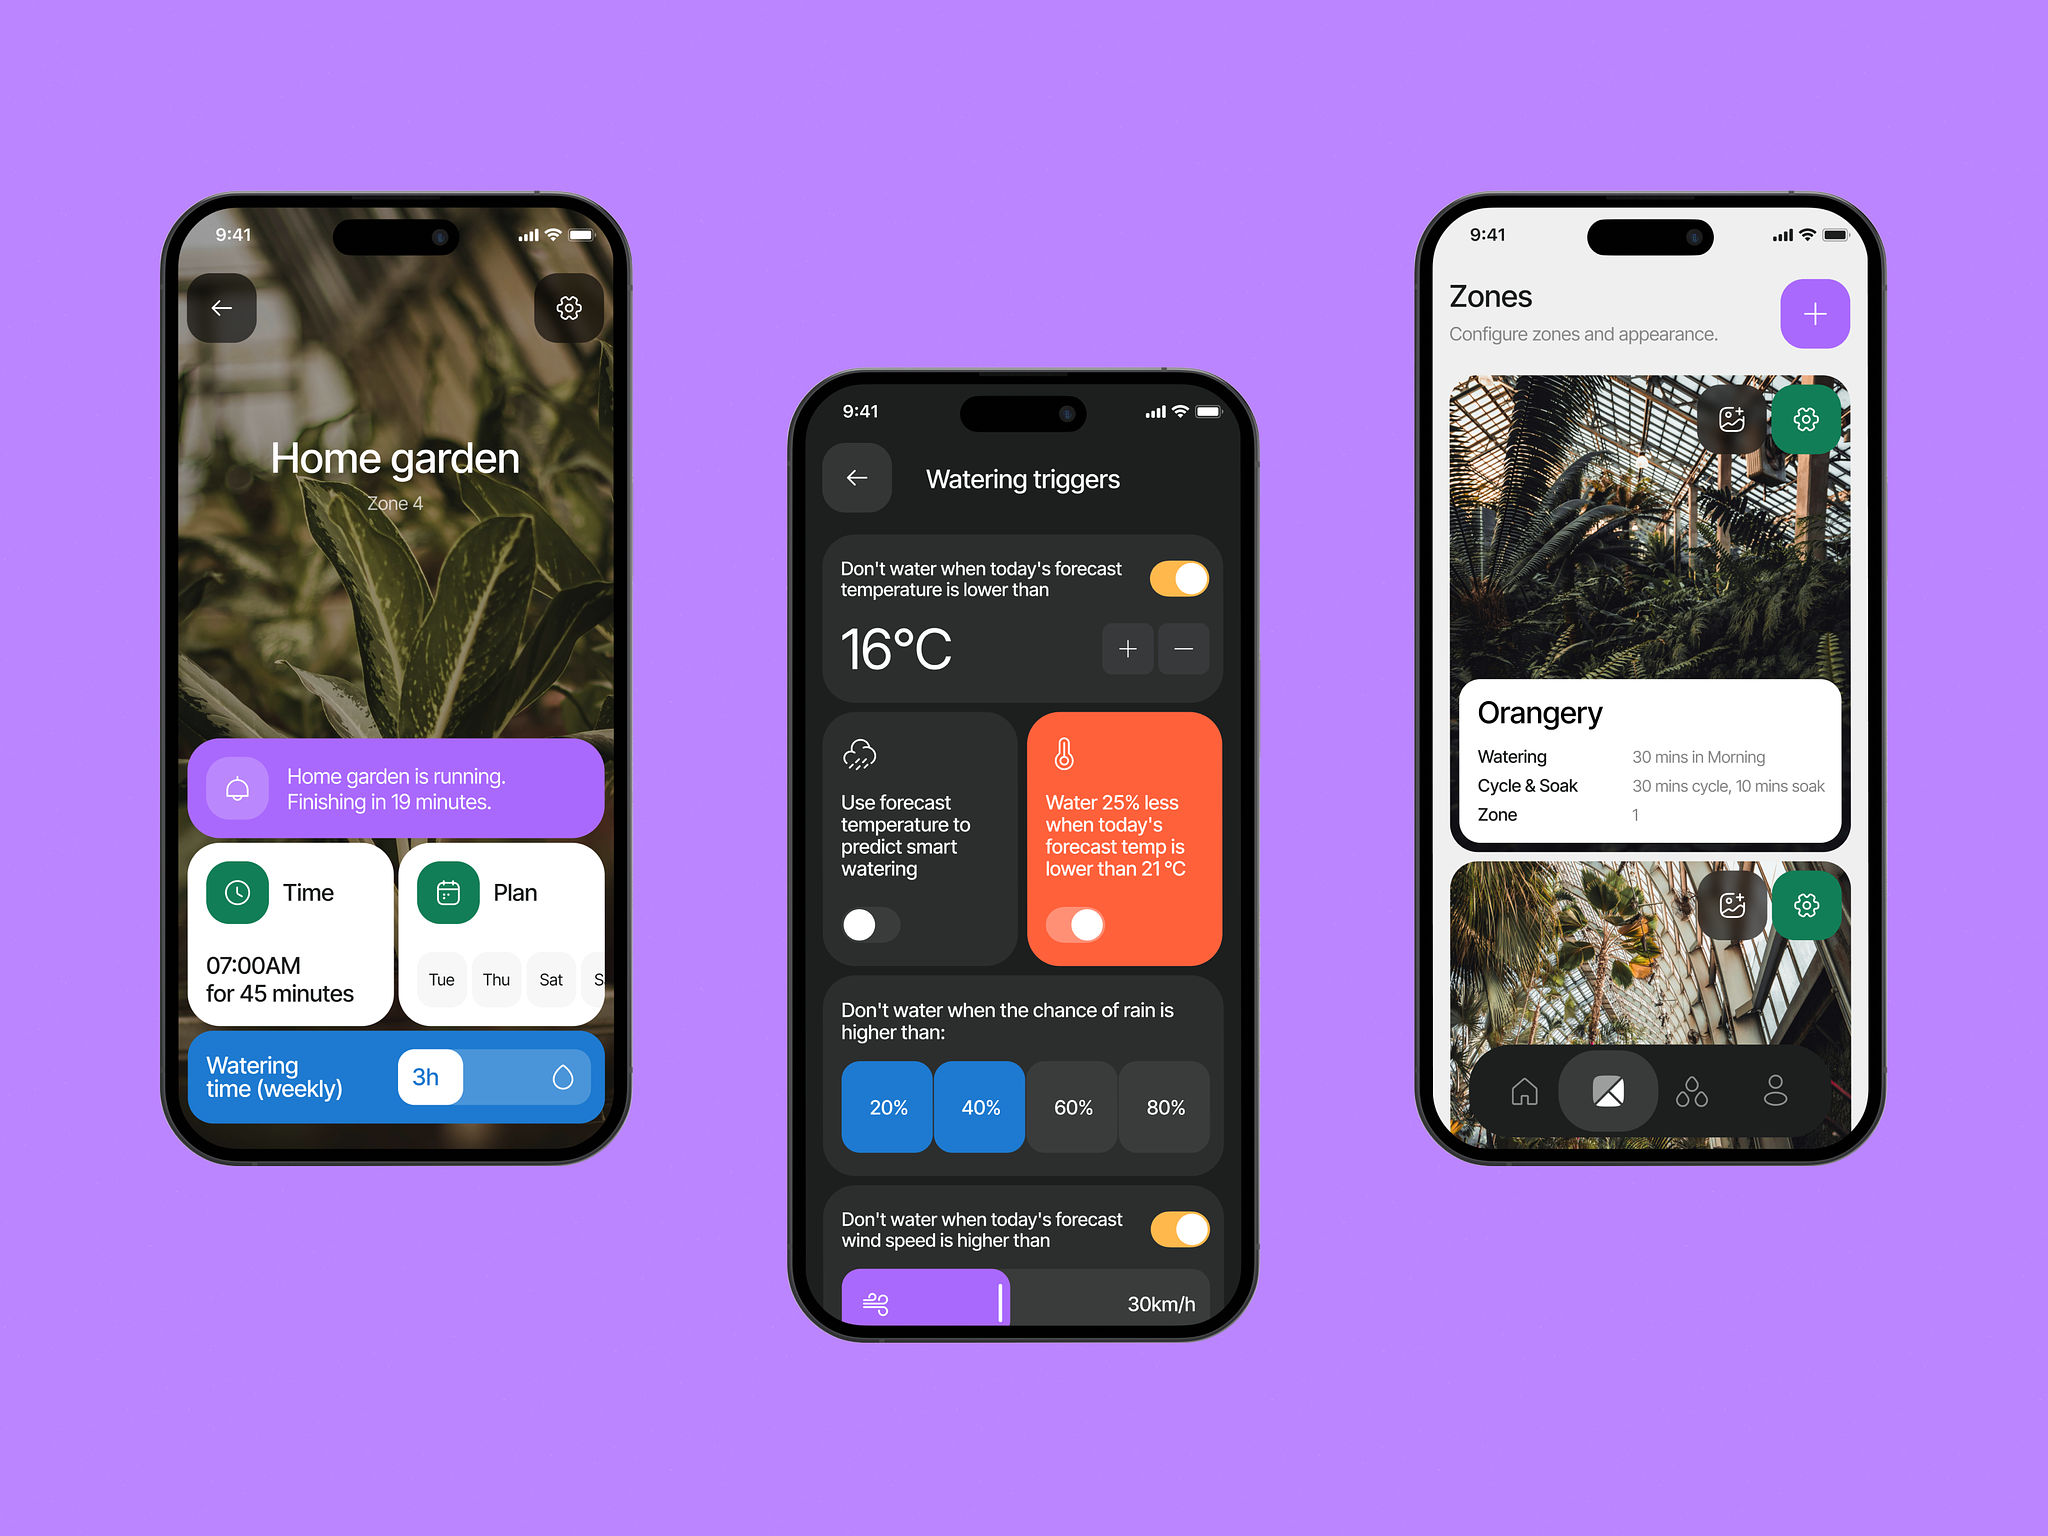 9:41
Home garden
Zone 4
Home garden is running.
Finishing in 19 minutes.
Time
07:00AM
for 45 minutes
Plan
Tue Thu Sat S
Watering
time (weekly)
3h
9:41
Watering triggers
Don't water when today's forecast
temperature is lower than
16°C
Use forecast
temperature to
predict smart
watering
Water 25% less
when today's
forecast temp is
lower than 21 °C
Don't water when the chance of rain is
higher than:
20% 40% 60% 80%
Don't water when today's forecast
wind speed is higher than
30km/h
9:41
Zones
Configure zones and appearance.
Orangery
Watering 30 mins in Morning
Cycle & Soak 30 mins cycle, 10 mins soak
Zone 1